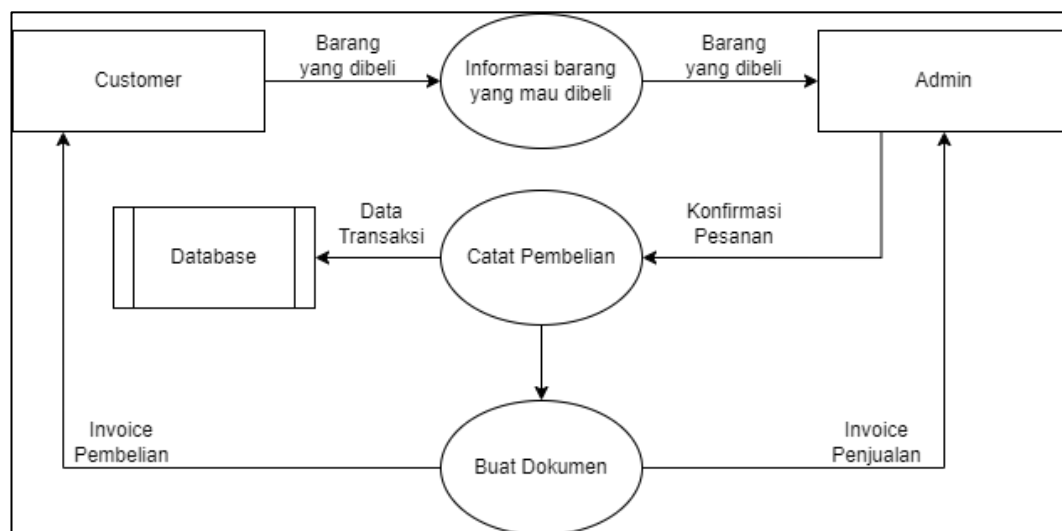 Customer
Barang
yang dibeli
Informasi barang
yang mau dibeli
Barang
yang dibeli
Admin
Database
Data
Transaksi
Catat Pembelian
Konfirmasi
Pesanan
Invoice
Pembelian
Buat Dokumen
Invoice
Penjualan